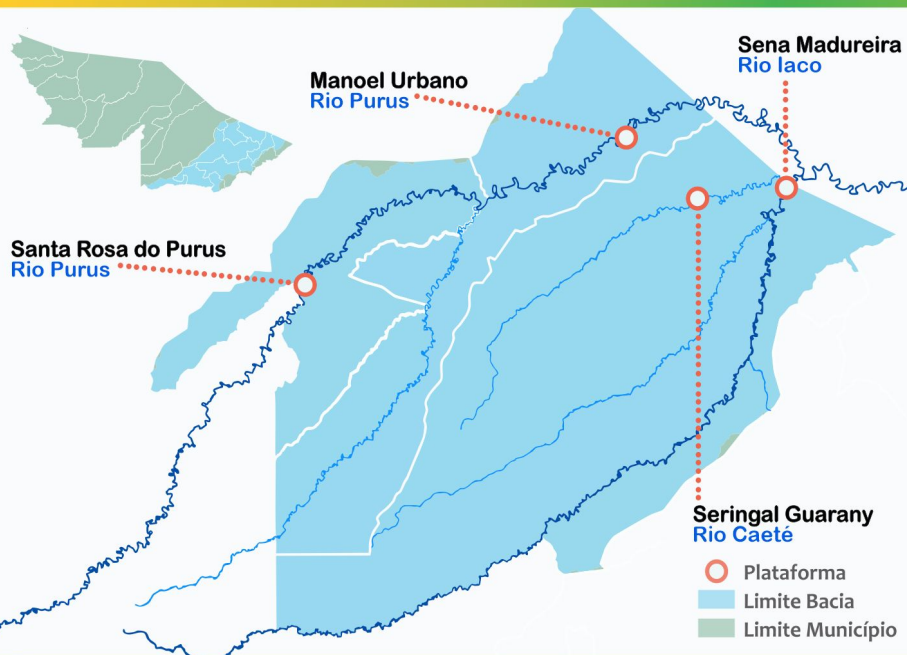 Sena Madureira
Rio Iaco
Manoel Urbano
Rio Purus
Santa Rosa do Purus
Rio Purus
Seringal Guarany
Rio Caeté
Plataforma
Limite Bacia
Limite Município